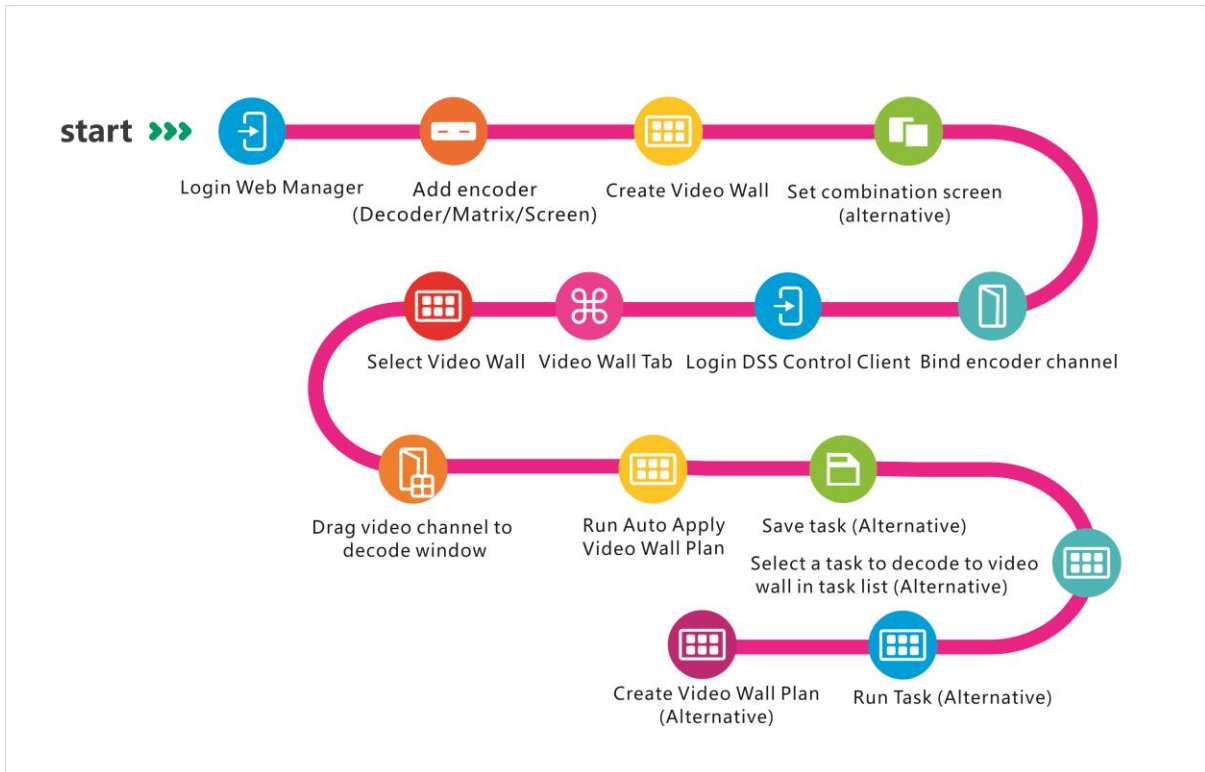 start
Login Web Manager
Add encoder
(Decoder/Matrix/Screen)
Create Video Wall
Set combination screen
(alternative)
Select Video Wall
Video Wall Tab
Login DSS Control Client
Bind encoder channel
Drag video channel to
decode window
Run Auto Apply
Video Wall Plan
Save task (Alternative)
Select a task to decode to video
wall in task list (Alternative)
Create Video Wall Plan
(Alternative)
Run Task (Alternative)